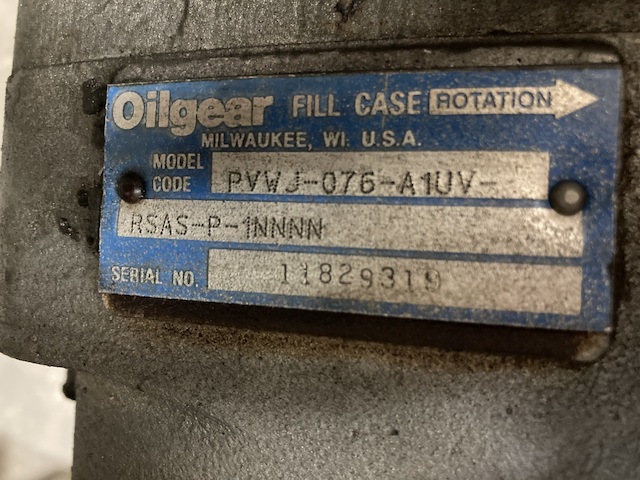 Oilgear FILL CASE ROTATION
MILWAUKEE, WI. U.S.A.
MODEL CODE PVWJ-076-A1UV-
RSAS-P-1NNNN
SERIAL NO. 11829319